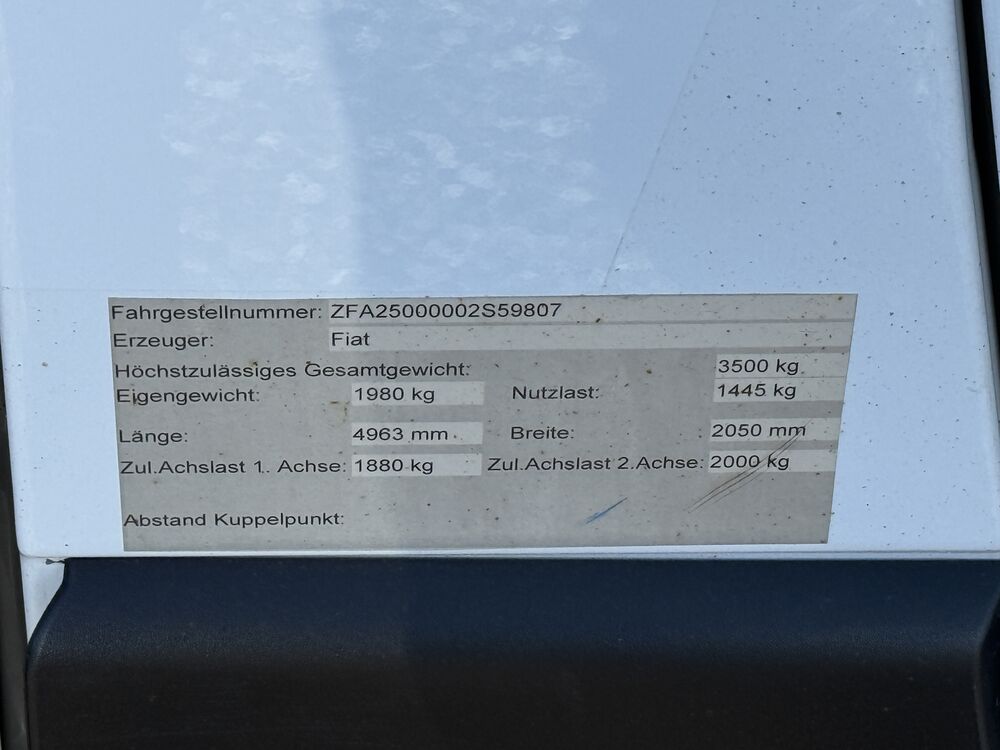 Fahrgestellnummer: ZFA25000002S59807
Erzeuger: Fiat
Höchstzulässiges Gesamtgewicht: 3500 kg
Eigengewicht: 1980 kg Nutzlast: 1445 kg
Länge: 4963 mm Breite: 2050 mm
Zul.Achslast 1. Achse: 1880 kg Zul.Achslast 2.Achse: 2000 kg
Abstand Kuppelpunkt: